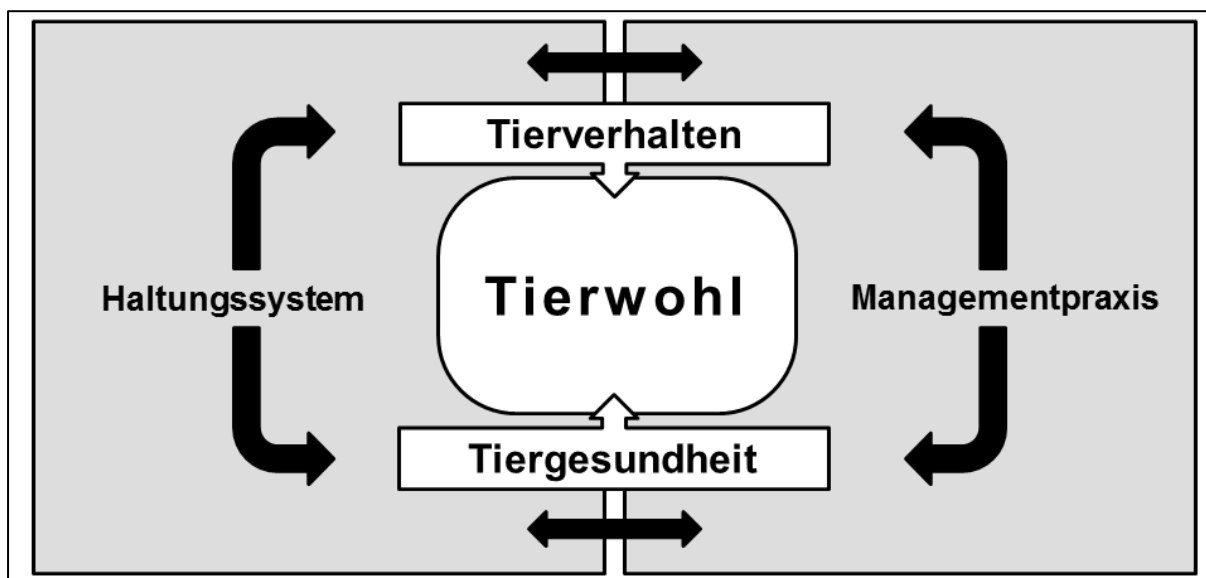 Tierverhalten
Haltungssystem
Tierwohl
Managementpraxis
Tiergesundheit